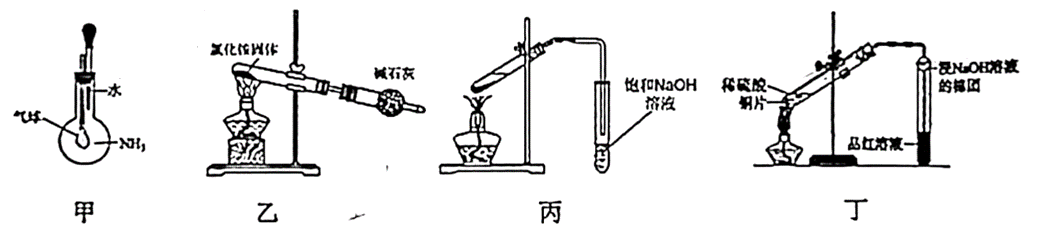 气球
水
NH₃
甲
氯化铵固体
碱石灰
乙
饱和NaOH
溶液
丙
稀硫酸
铜片
浸NaOH溶液
的棉团
品红溶液
丁